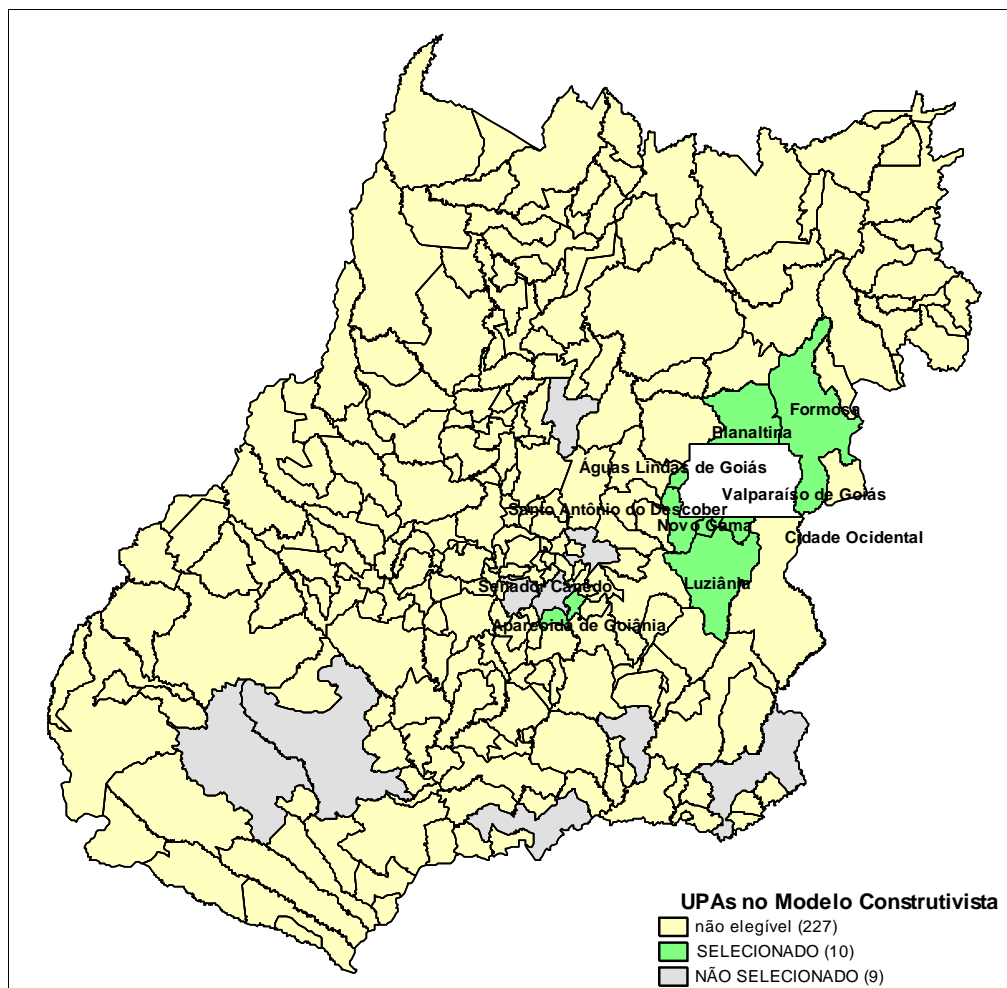 Formosa
Planaltina
Águas Lindas de Goiás
Valparaíso de Goiás
Santo Antônio do Descober
Novo Gama
Cidade Ocidental
Senador Canedo
Luziânia
Aparecida de Goiânia
UPAs no Modelo Construtivista
não elegível (227)
SELECIONADO (10)
NÃO SELECIONADO (9)